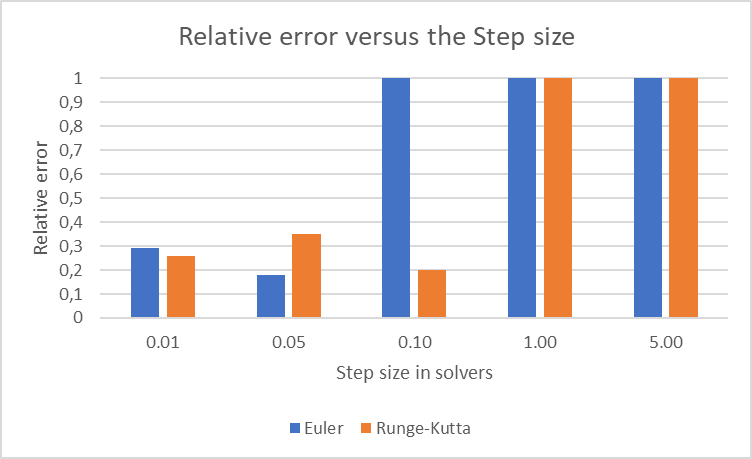 Relative error versus the Step size
1
0,9
0,8
0,7
0,6
0,5
0,4
0,3
0,2
0,1
0
Relative error
0.01 0.05 0.10 1.00 5.00
Step size in solvers
Euler Runge-Kutta